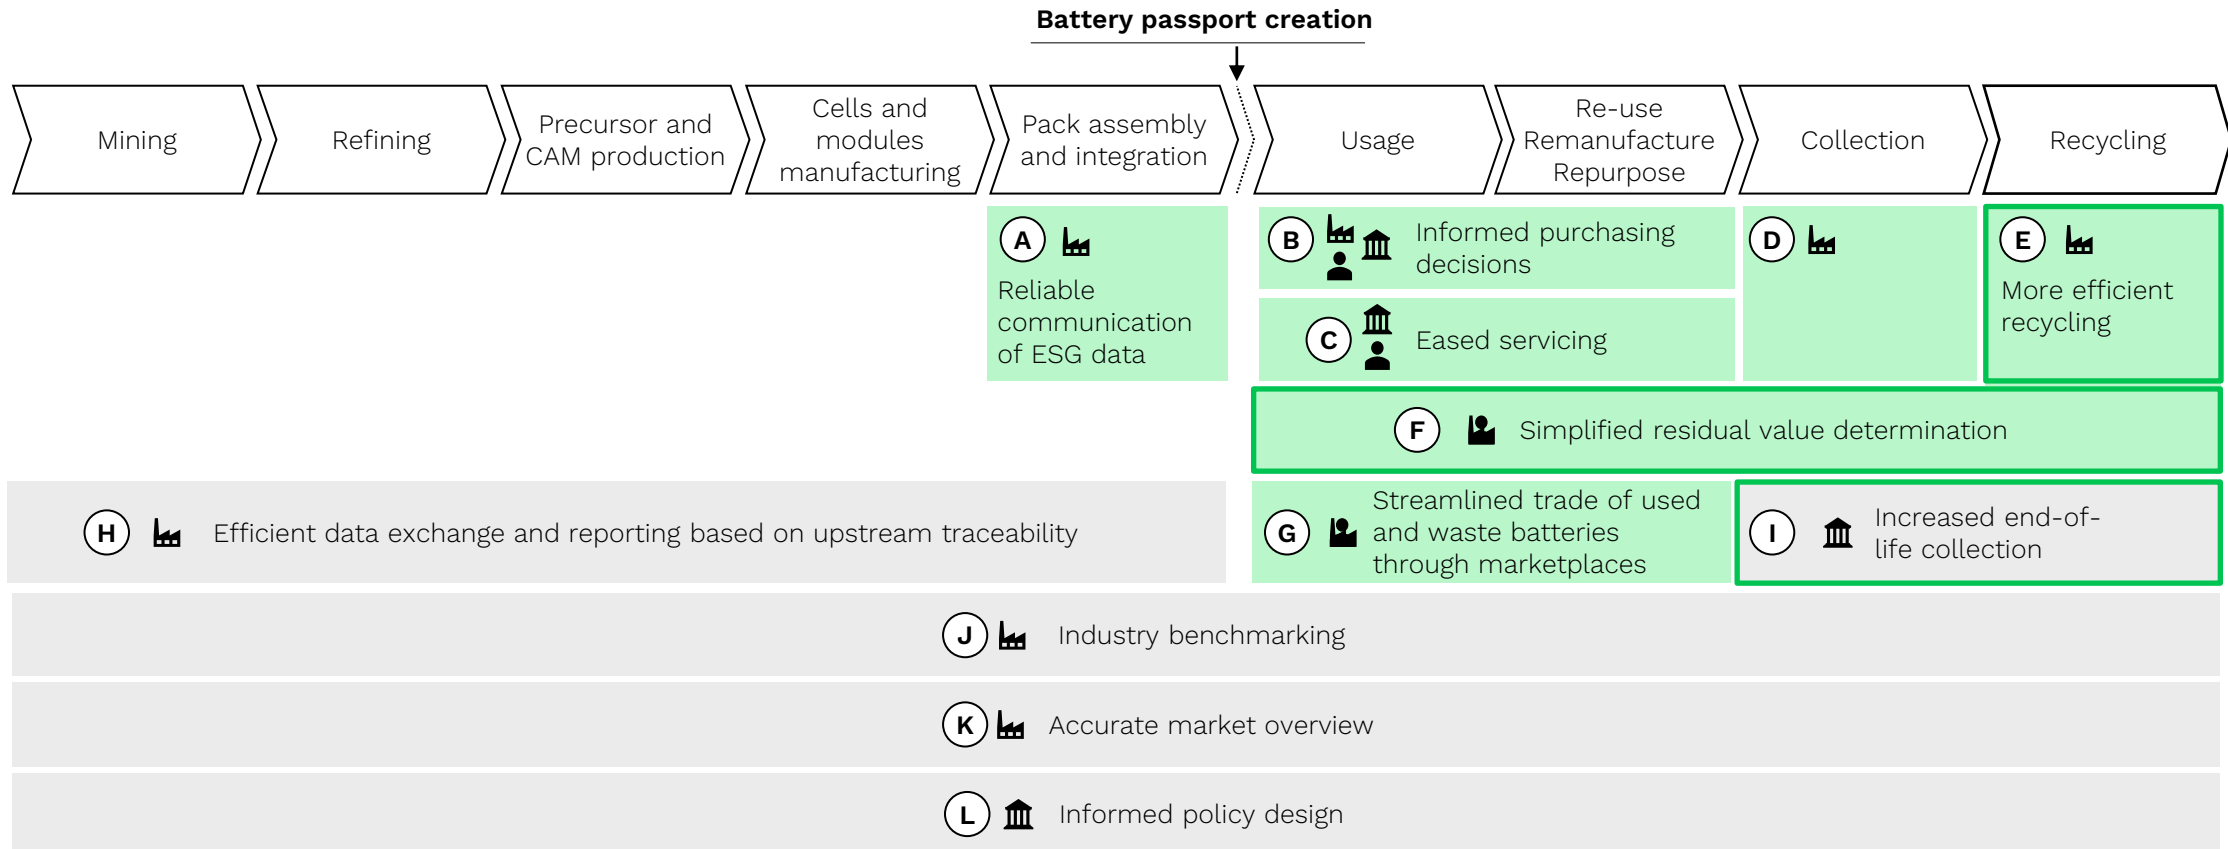 Battery passport creation
Mining
Refining
Precursor and
CAM production
Cells and
modules
manufacturing
Pack assembly
and integration
Usage
Re-use
Remanufacture
Repurpose
Collection
Recycling
A
Reliable
communication
of ESG data
B
Informed purchasing
decisions
C
Eased servicing
D
E
More efficient
recycling
F
Simplified residual value determination
H
Efficient data exchange and reporting based on upstream traceability
G
Streamlined trade of used
and waste batteries
through marketplaces
I
Increased end-of-
life collection
J
Industry benchmarking
K
Accurate market overview
L
Informed policy design